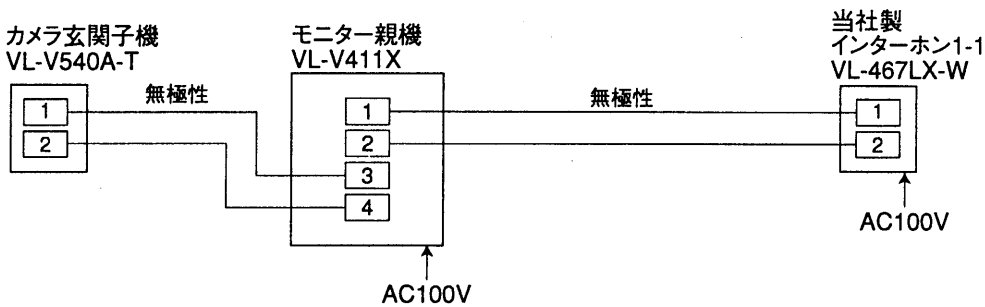 カメラ玄関子機
VL-V540A-T
1
2
無極性
モニター親機
VL-V411X
1
2
3
4
AC100V
無極性
当社製
インターホン1-1
VL-467LX-W
1
2
AC100V